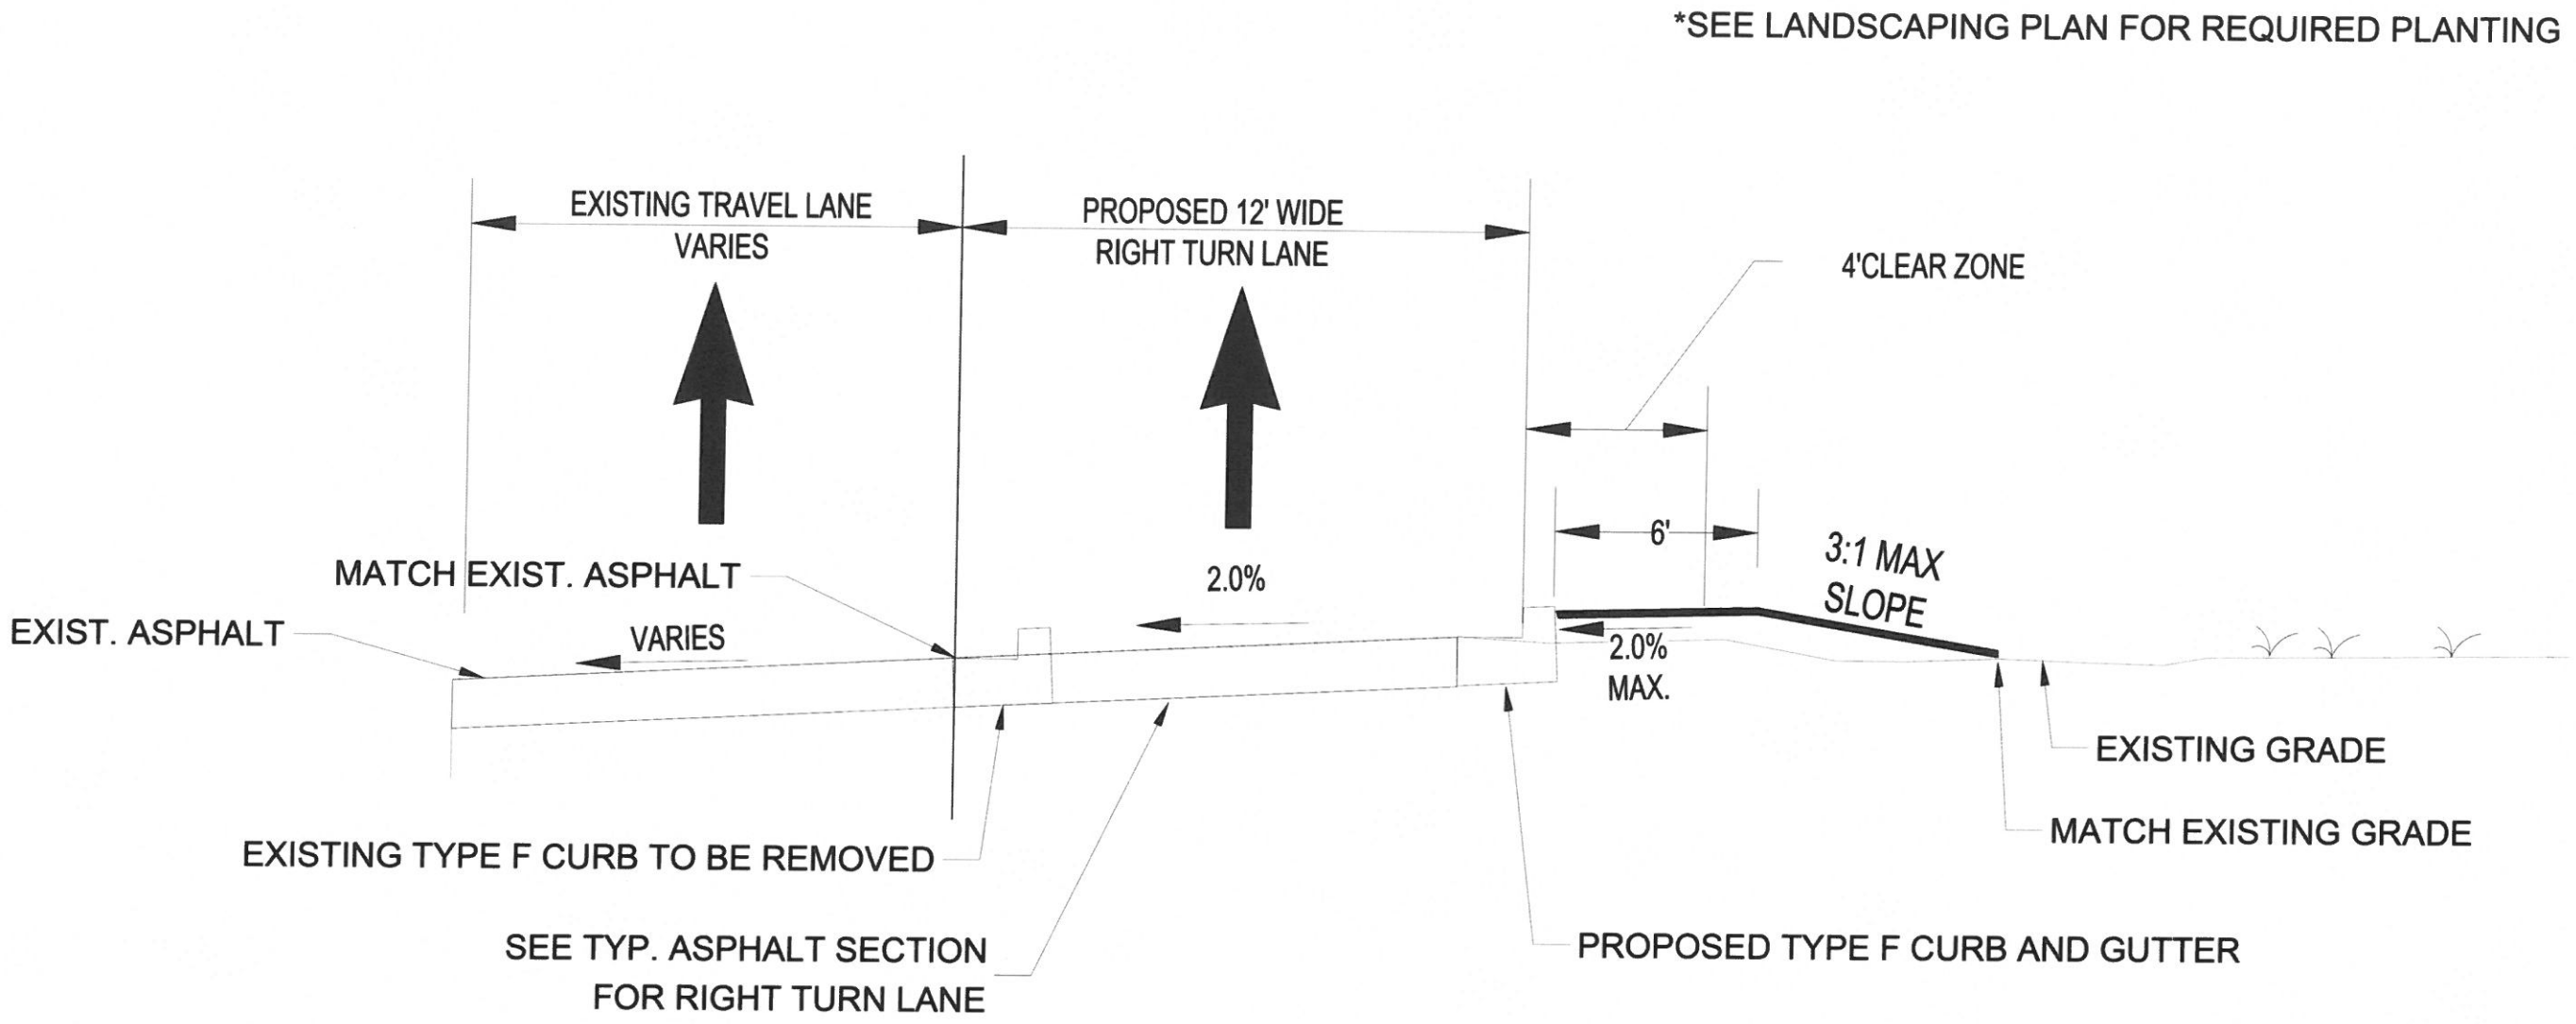 *SEE LANDSCAPING PLAN FOR REQUIRED PLANTING
EXISTING TRAVEL LANE
VARIES
PROPOSED 12' WIDE
RIGHT TURN LANE
4'CLEAR ZONE
6'
3:1 MAX
SLOPE
MATCH EXIST. ASPHALT
2.0%
EXIST. ASPHALT
VARIES
2.0%
MAX.
EXISTING GRADE
MATCH EXISTING GRADE
EXISTING TYPE F CURB TO BE REMOVED
SEE TYP. ASPHALT SECTION
FOR RIGHT TURN LANE
PROPOSED TYPE F CURB AND GUTTER